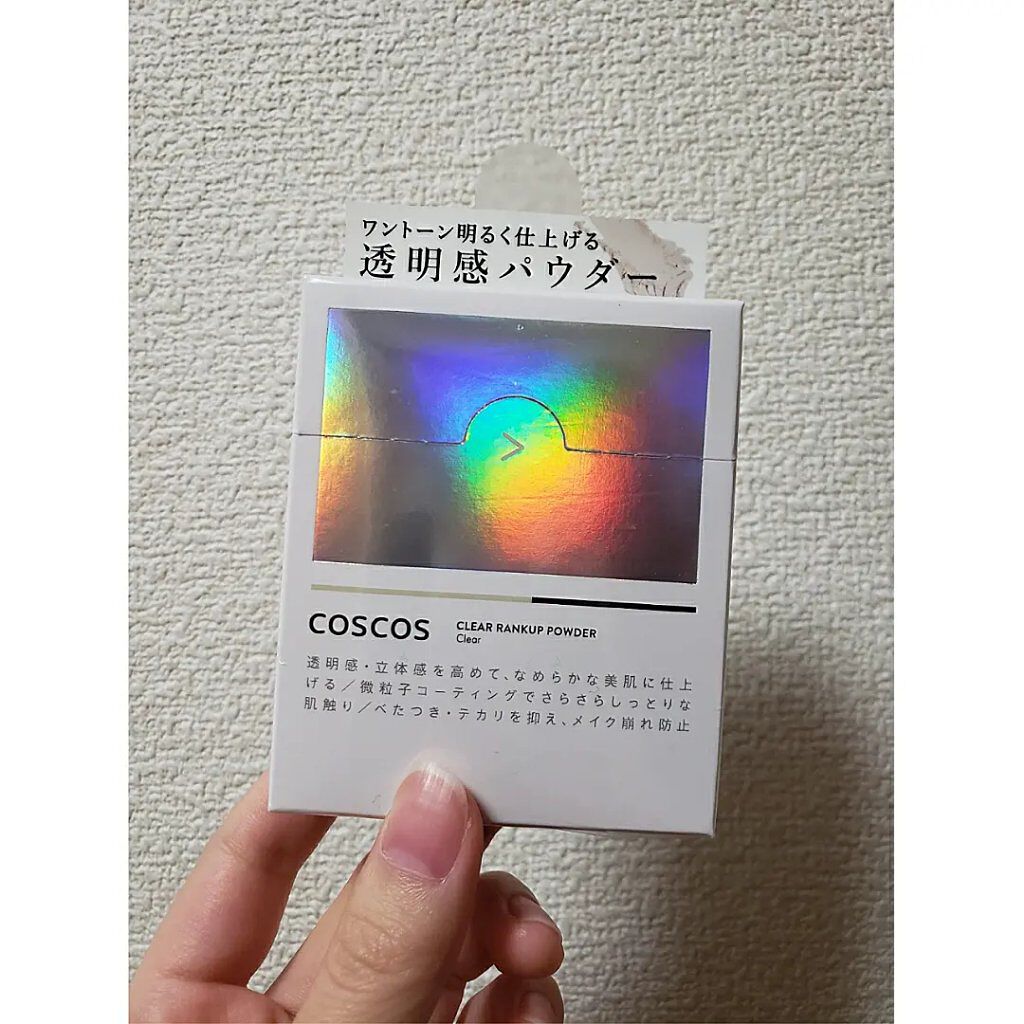 ワントーン明るく仕上げる
透明感パウダー
>
COSCOS
CLEAR RANKUP POWDER
Clear
透明感・立体感を高めて、なめらかな美肌に仕上
げる／微粒子コーティングでさらさらしっとりな
肌触り／べたつき・テカリを抑え、メイク崩れ防止